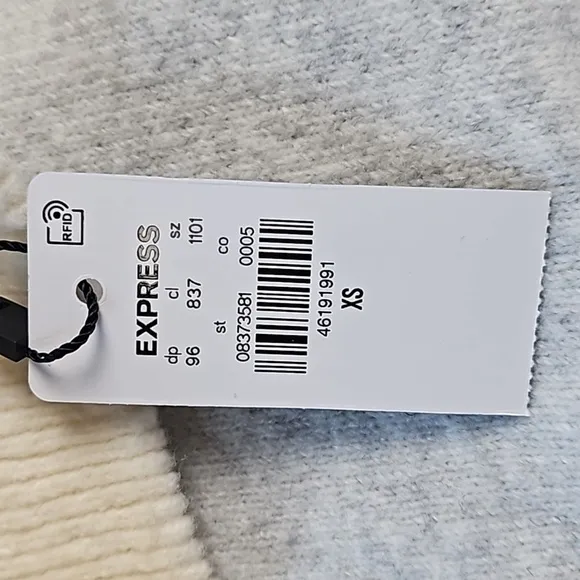 RFID
EXPRESS
dp cl sz
96 837 1101
st co
08373581 0005
46191991
XS